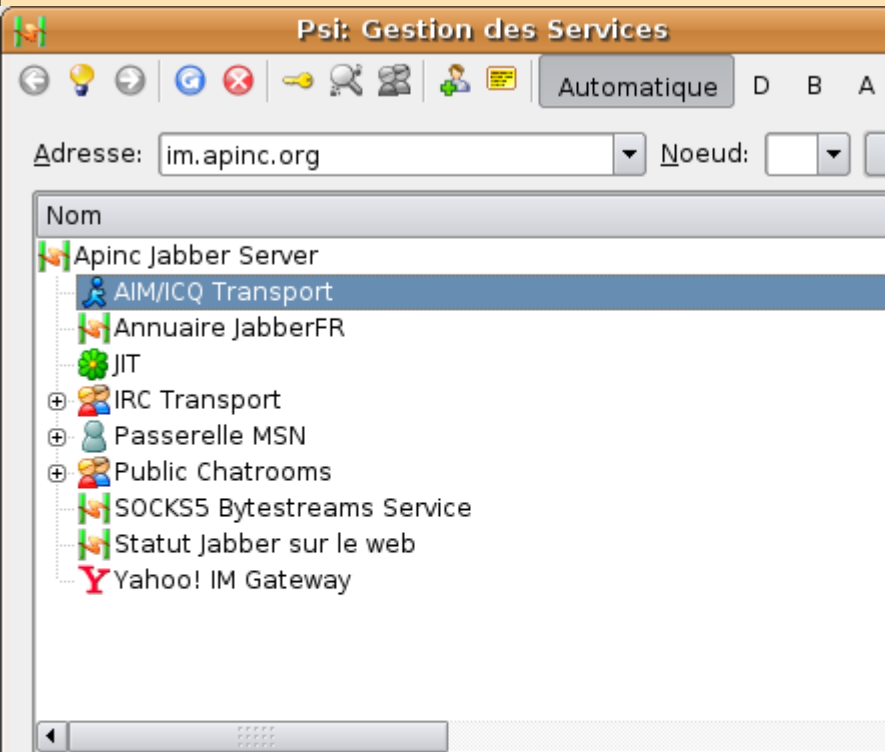 Psi: Gestion des Services
Automatique D B A
Adresse: im.apinc.org Noeud:
Nom
Apinc Jabber Server
AIM/ICQ Transport
Annuaire JabberFR
JIT
IRC Transport
Passerelle MSN
Public Chatrooms
SOCKS5 Bytestreams Service
Statut Jabber sur le web
Yahoo! IM Gateway